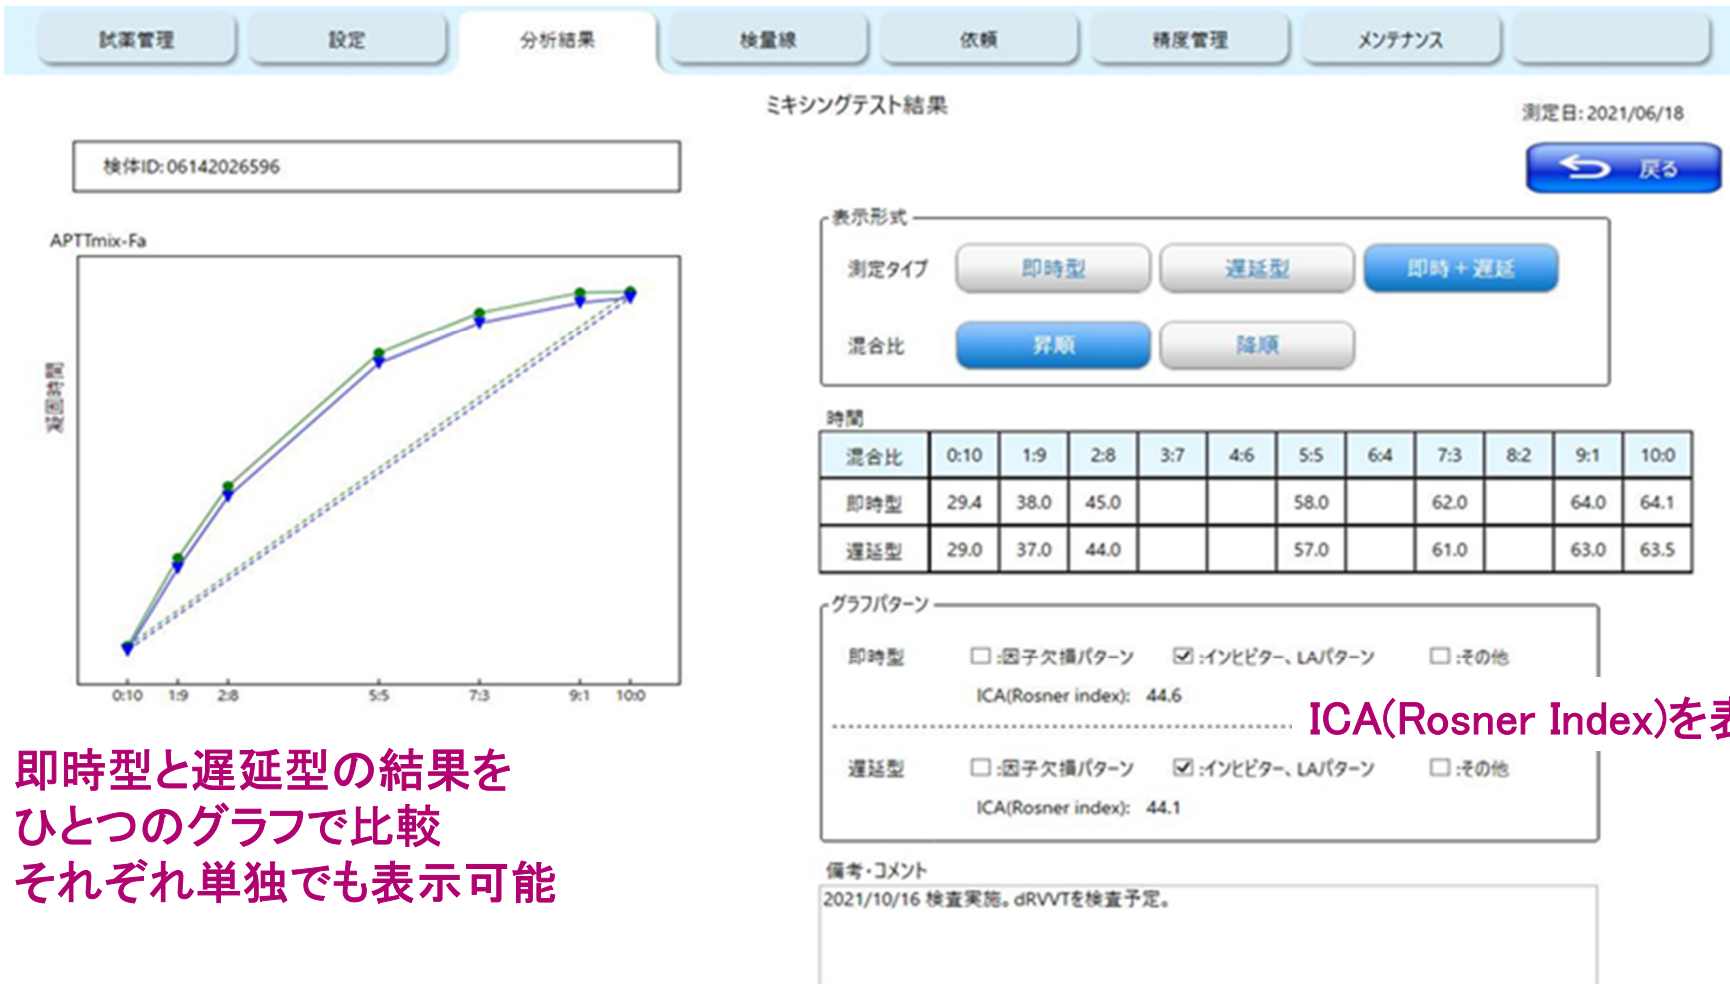 試薬管理 設定 分析結果 検量線 依頼 精度管理 メンテナンス
ミキシングテスト結果
測定日: 2021/06/18
検体ID: 06142026596
戻る
APTTmix-Fa
凝固時間
0:10 1:9 2:8 5:5 7:3 9:1 10:0
表示形式
測定タイプ 即時型 遅延型 即時+遅延
混合比 昇順 降順
時間
混合比 0:10 1:9 2:8 3:7 4:6 5:5 6:4 7:3 8:2 9:1 10:0
即時型 29.4 38.0 45.0 58.0 62.0 64.0 64.1
遅延型 29.0 37.0 44.0 57.0 61.0 63.0 63.5
グラフパターン
即時型 :因子欠損パターン :インヒビター、LAパターン :その他
ICA(Rosner index): 44.6
ICA(Rosner Index)を表
遅延型 :因子欠損パターン :インヒビター、LAパターン :その他
ICA(Rosner index): 44.1
備考・コメント
2021/10/16 検査実施。dRVVTを検査予定。
即時型と遅延型の結果を
ひとつのグラフで比較
それぞれ単独でも表示可能